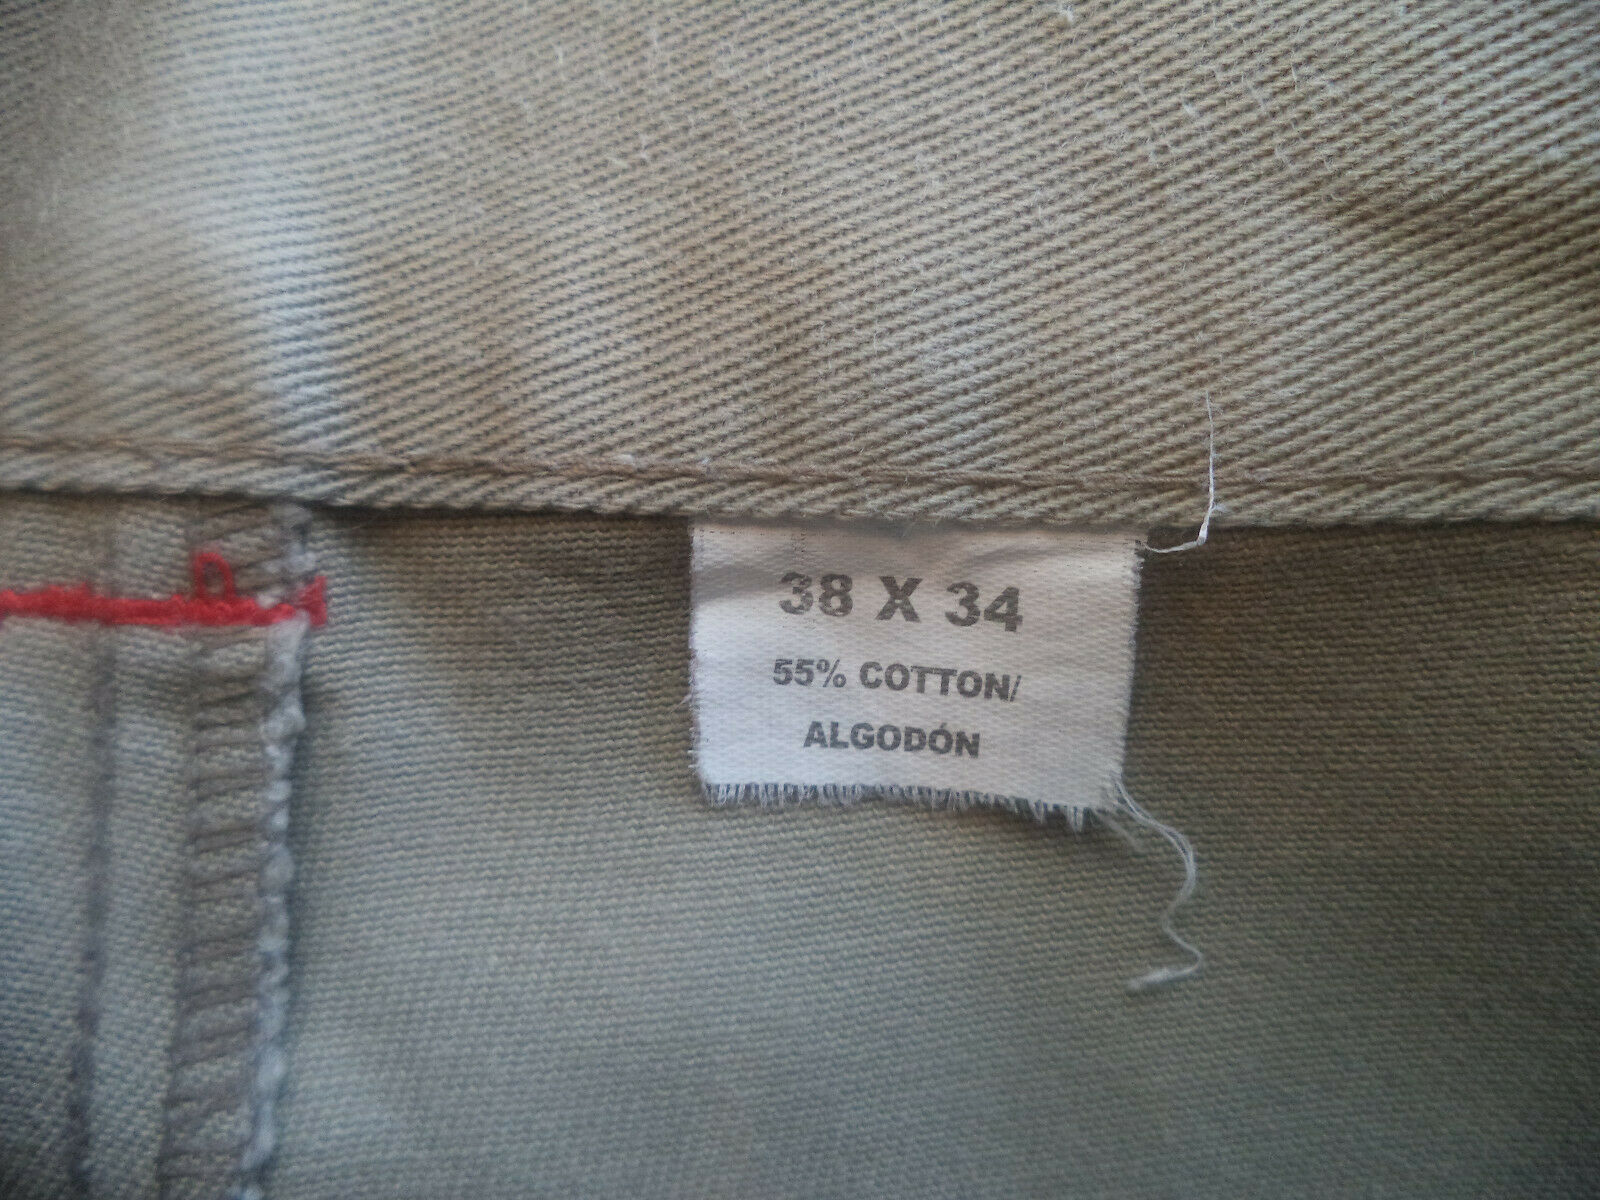 38 X 34
55% COTTON/
ALGODÓN